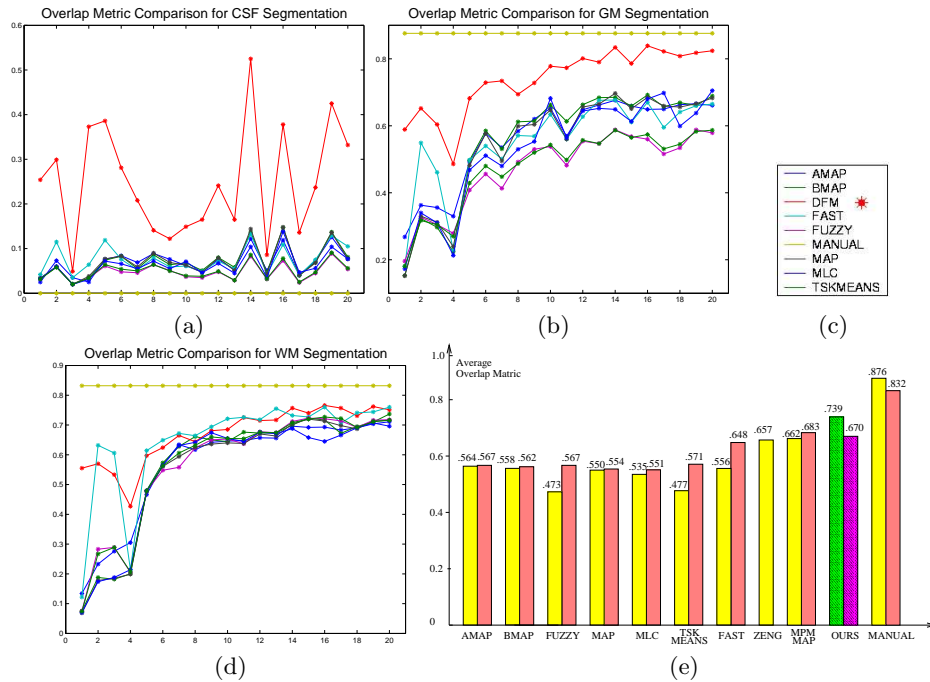 Overlap Metric Comparison for CSF Segmentation
0.6
0.5
0.4
0.3
0.2
0.1
0
0 2 4 6 8 10 12 14 16 18 20
(a)
Overlap Metric Comparison for GM Segmentation
0.8
0.6
0.4
0.2
0
0 2 4 6 8 10 12 14 16 18 20
(b)
AMAP
BMAP
DFM
FAST
FUZZY
MANUAL
MAP
MLC
TSKMEANS
(c)
Overlap Metric Comparison for WM Segmentation
0.9
0.8
0.7
0.6
0.5
0.4
0.3
0.2
0.1
0 2 4 6 8 10 12 14 16 18 20
(d)
1.0
0.8
0.6
0.4
0.2
0
Average
Overlap Matric
.564 .567
.558 .562
.473 .567
.550 .554
.535 .551
.477 .571
.556 .648
.657
.662 .683
.739 .670
.876 .832
AMAP BMAP FUZZY MAP MLC TSK MEANS FAST ZENG MPM MAP OURS MANUAL
(e)